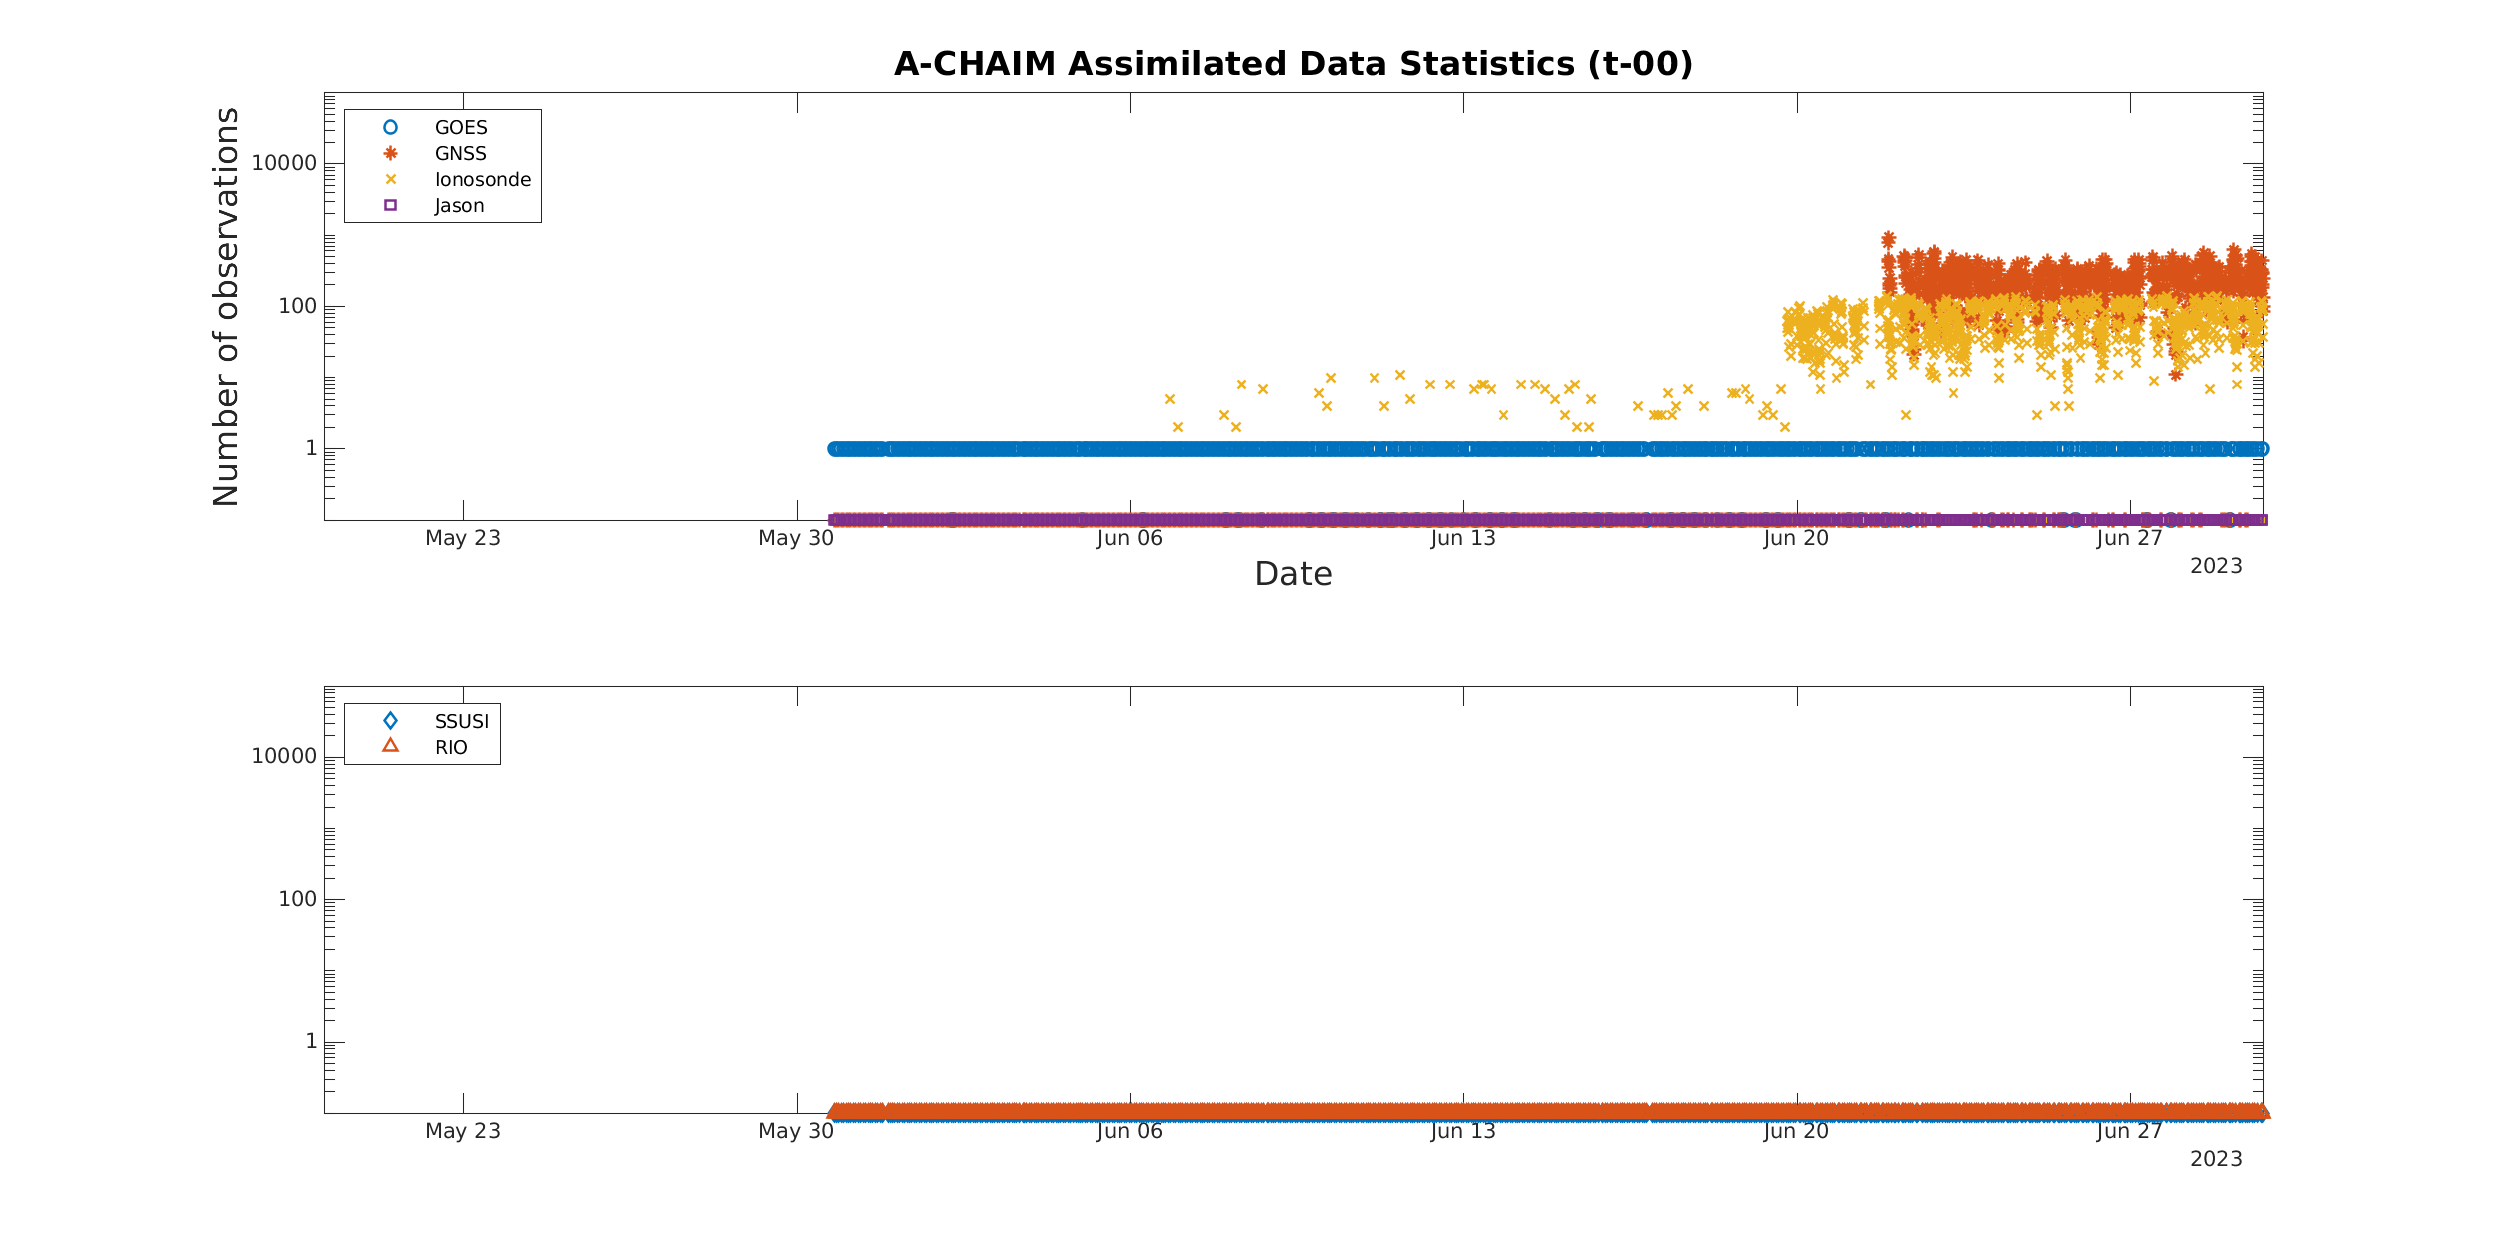 A-CHAIM Assimilated Data Statistics (t-00)
Number of observations
10000
100
1
GOES
GNSS
Ionosonde
Jason
May 23
May 30
Jun 06
Jun 13
Jun 20
Jun 27
2023
Date
10000
100
1
SSUSI
RIO
May 23
May 30
Jun 06
Jun 13
Jun 20
Jun 27
2023